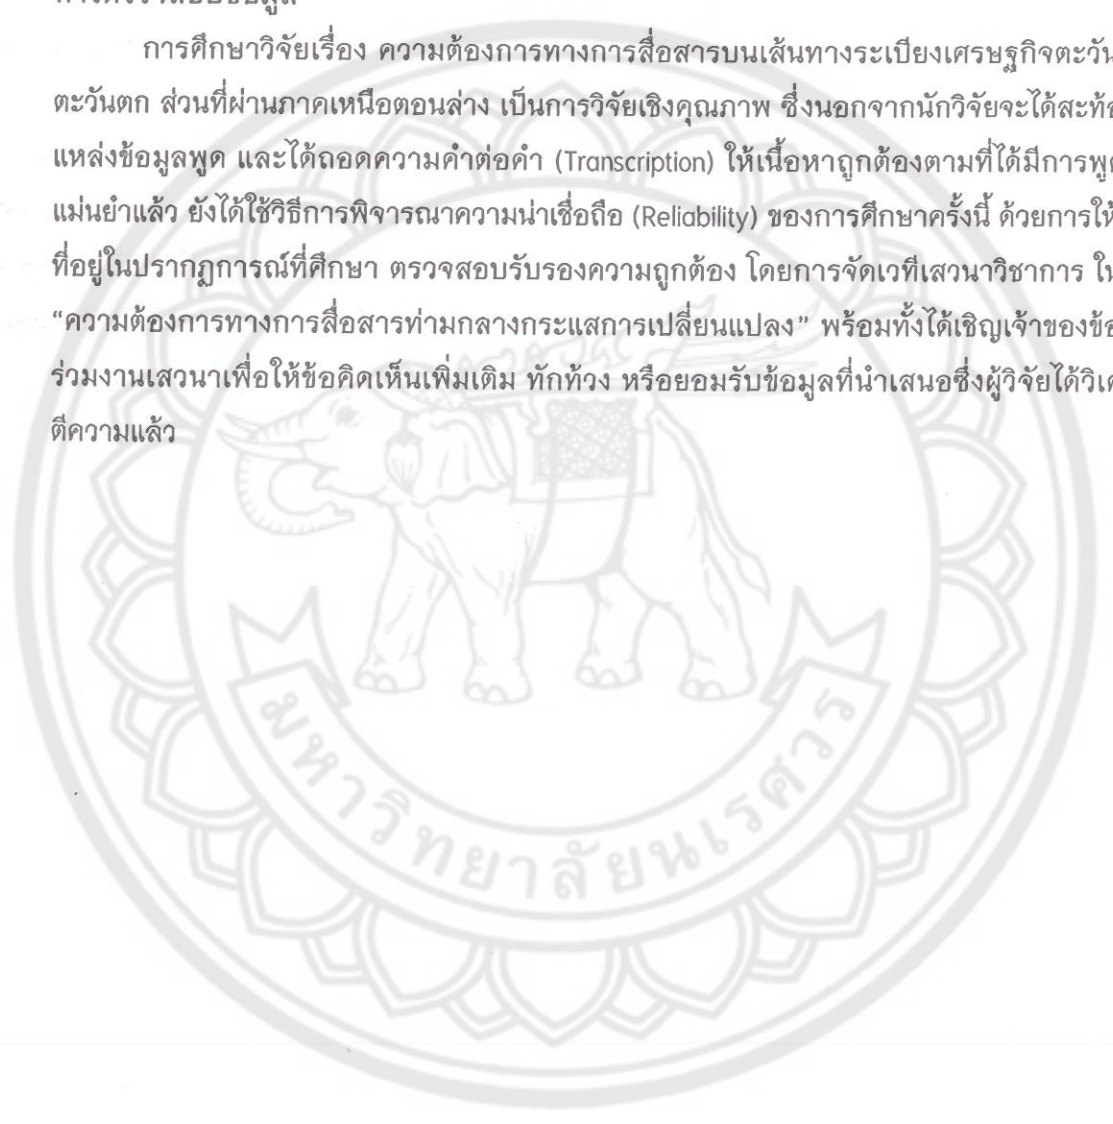 การศึกษาวิจัยเรื่อง ความต้องการทางการสื่อสารบนเส้นทางระเบียงเศรษฐกิจตะวัน
ตะวันตก ส่วนที่ผ่านภาคเหนือตอนล่าง เป็นการวิจัยเชิงคุณภาพ ซึ่งนอกจากนักวิจัยจะได้สะท้อ
แหล่งข้อมูลพูด และได้ถอดความคำต่อคำ (Transcription) ให้เนื้อหาถูกต้องตามที่ได้มีการพูด
แม่นยำแล้ว ยังได้ใช้วิธีการพิจารณาความน่าเชื่อถือ (Reliability) ของการศึกษาครั้งนี้ ด้วยการให้
ที่อยู่ในปรากฏการณ์ที่ศึกษา ตรวจสอบรับรองความถูกต้อง โดยการจัดเวทีเสวนาวิชาการ ใน
“ความต้องการทางการสื่อสารท่ามกลางกระแสการเปลี่ยนแปลง” พร้อมทั้งได้เชิญเจ้าของข้อ
ร่วมงานเสวนาเพื่อให้ข้อคิดเห็นเพิ่มเติม ทักท้วง หรือยอมรับข้อมูลที่นำเสนอซึ่งผู้วิจัยได้วิเค
ตีความแล้ว
มหาวิทยาลัยนเรศวร